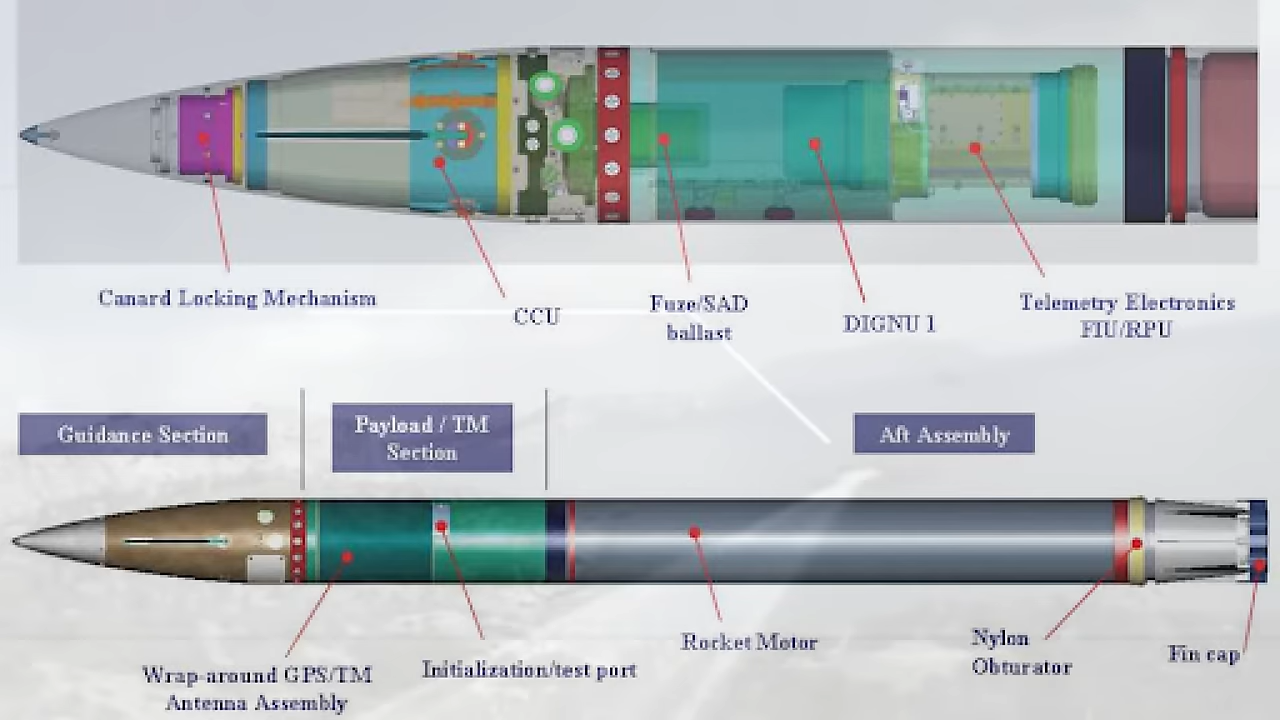 Canard Locking Mechanism
CCU
Fuze/SAD
ballast
DIGNU 1
Telemetry Electronics
FIU/RPU
Guidance Section
Payload / TM
Section
Aft Assembly
Wrap-around GPS/TM
Antenna Assembly
Initialization/test port
Rocket Motor
Nylon
Obturator
Fin cap